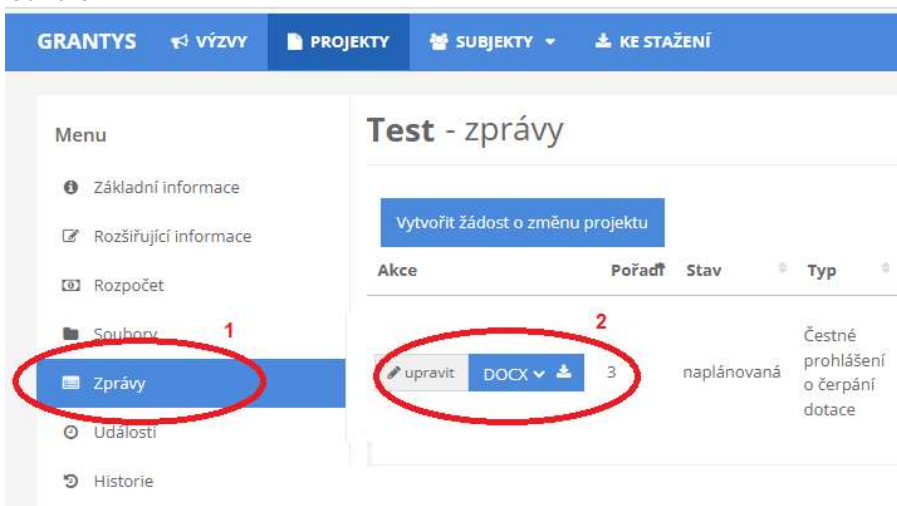 GRANTYS VÝZVY PROJEKTY SUBJEKTY KE STAŽENÍ
Menu
Základní informace
Rozšiřující informace
Rozpočet
Soubory
1
Zprávy
Události
Historie
Test - zprávy
Vytvořit žádost o změnu projektu
Akce Pořadí Stav Typ
2
upravit DOCX 3 naplánovaná Čestné
prohlášení
o čerpání
dotace